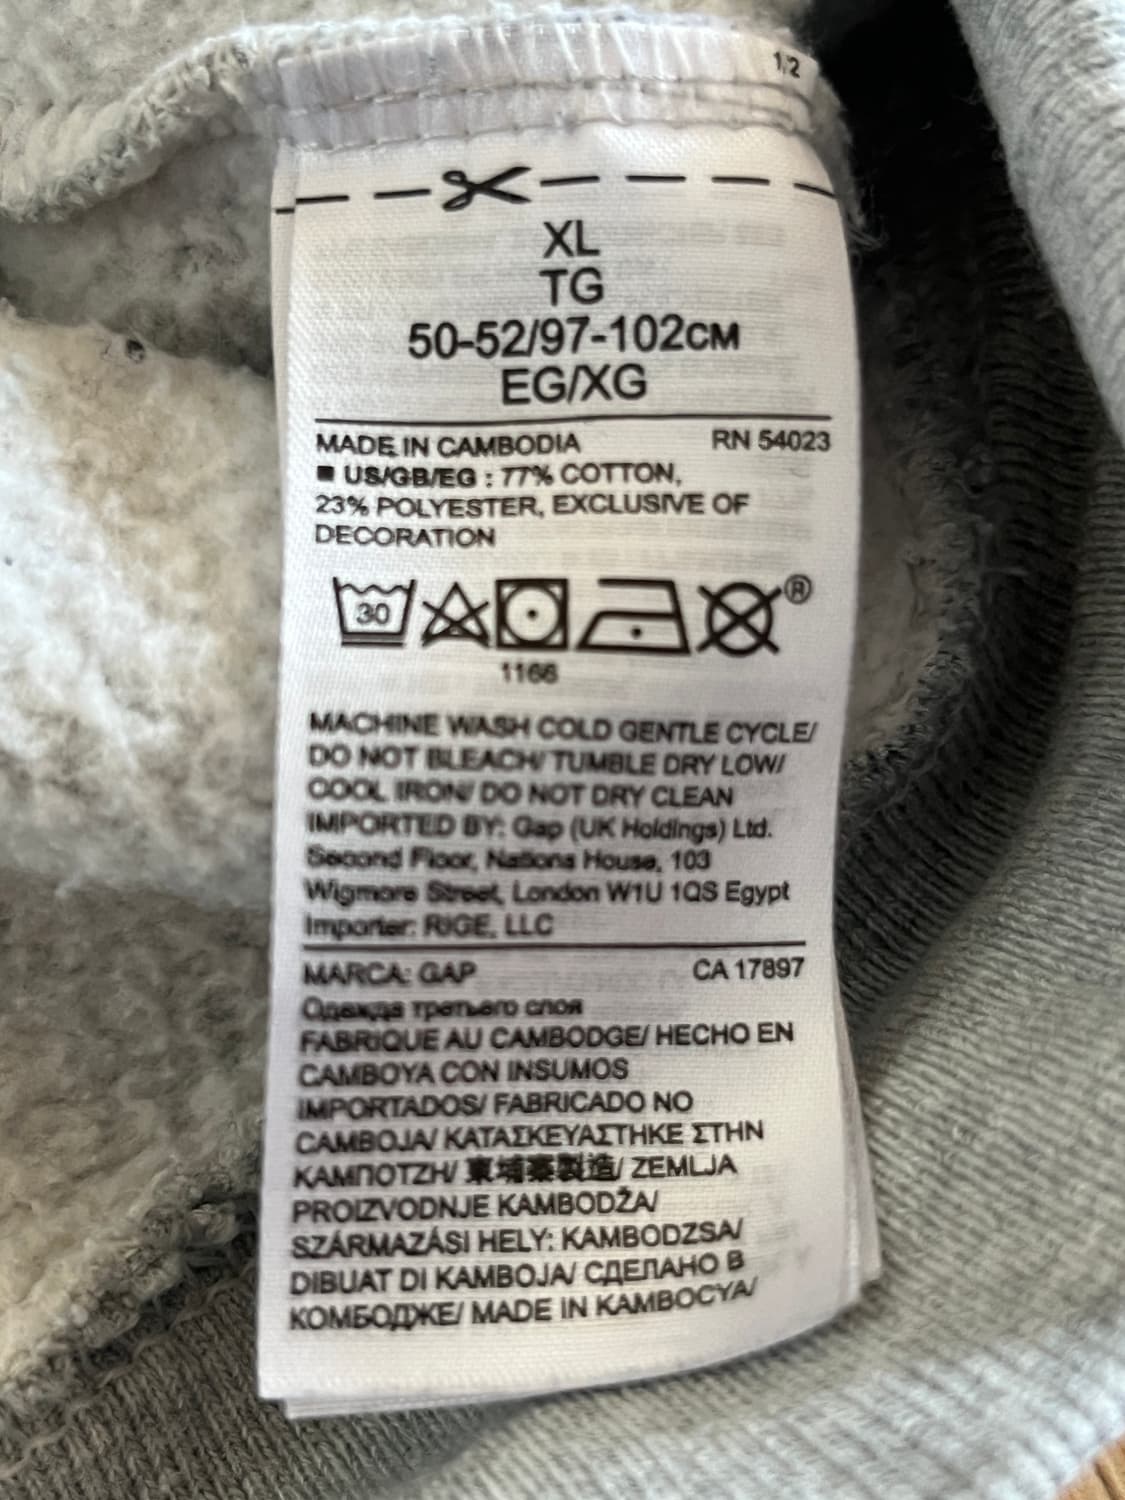 1/2
XL
TG
50-52/97-102CM
EG/XG
MADE IN CAMBODIA RN 54023
■ US/GB/EG : 77% COTTON,
23% POLYESTER, EXCLUSIVE OF
DECORATION
30 ®
1166
MACHINE WASH COLD GENTLE CYCLE/
DO NOT BLEACH/ TUMBLE DRY LOW/
COOL IRON/ DO NOT DRY CLEAN
IMPORTED BY: Gap (UK Holdings) Ltd.
Second Floor, Nations House, 103
Wigmore Street, London W1U 1QS Egypt
Importer: RIGE, LLC
MARCA: GAP CA 17897
Одежда третьего слоя
FABRIQUE AU CAMBODGE/ HECHO EN
CAMBOYA CON INSUMOS
IMPORTADOS/ FABRICADO NO
CAMBOJA/ ΚΑΤΑΣΚΕΥΑΣΤΗΚΕ ΣΤΗΝ
ΚΑΜΠΟΤΖΗ/ 柬埔寨製造/ ZEMLJA
PROIZVODNJE KAMBODŽA/
SZÁRMAZÁSI HELY: KAMBODZSA/
DIBUAT DI KAMBOJA/ СДЕЛАНО В
КОМБОДЖЕ/ MADE IN KAMBOCYA/